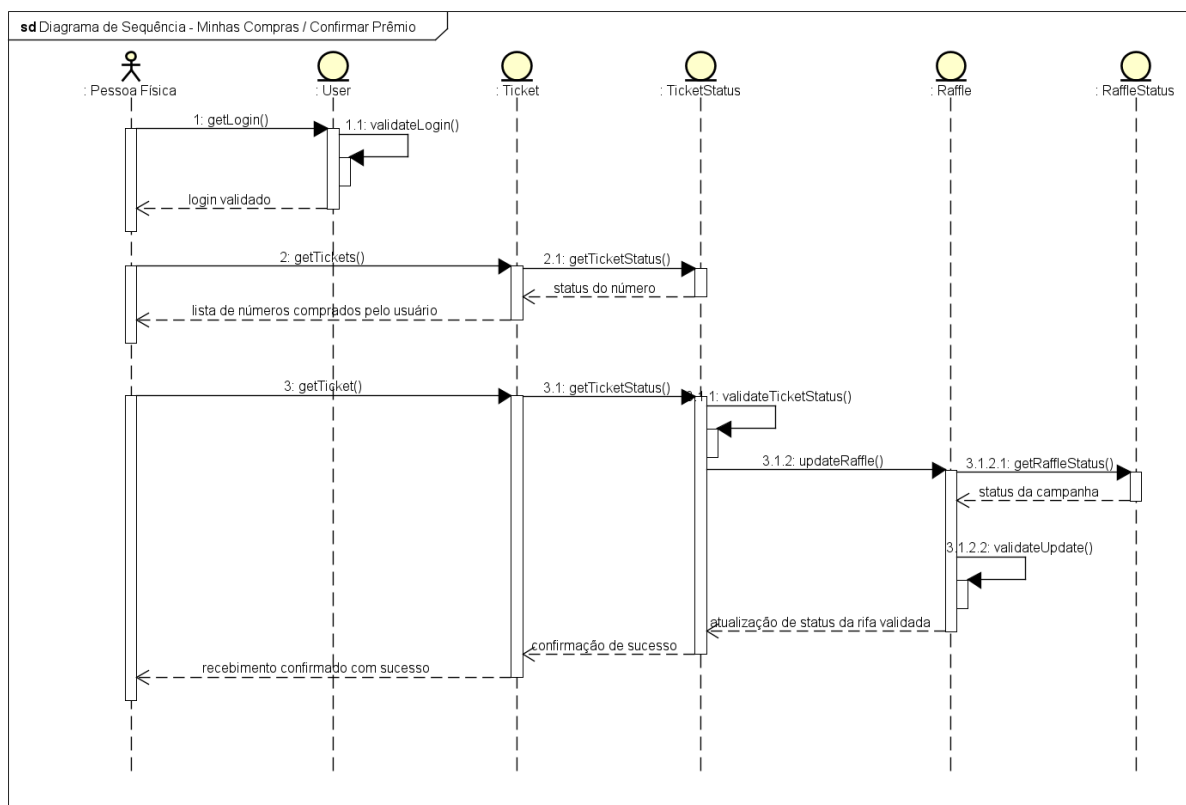 sd Diagrama de Sequência - Minhas Compras / Confirmar Prêmio
: Pessoa Física
: User
: Ticket
: TicketStatus
: Raffle
: RaffleStatus
1: getLogin()
1.1: validateLogin()
login validado
2: getTickets()
2.1: getTicketStatus()
status do número
lista de números comprados pelo usuário
3: getTicket()
3.1: getTicketStatus()
3.1.1: validateTicketStatus()
3.1.2: updateRaffle()
3.1.2.1: getRaffleStatus()
status da campanha
3.1.2.2: validateUpdate()
atualização de status da rifa validada
confirmação de sucesso
recebimento confirmado com sucesso